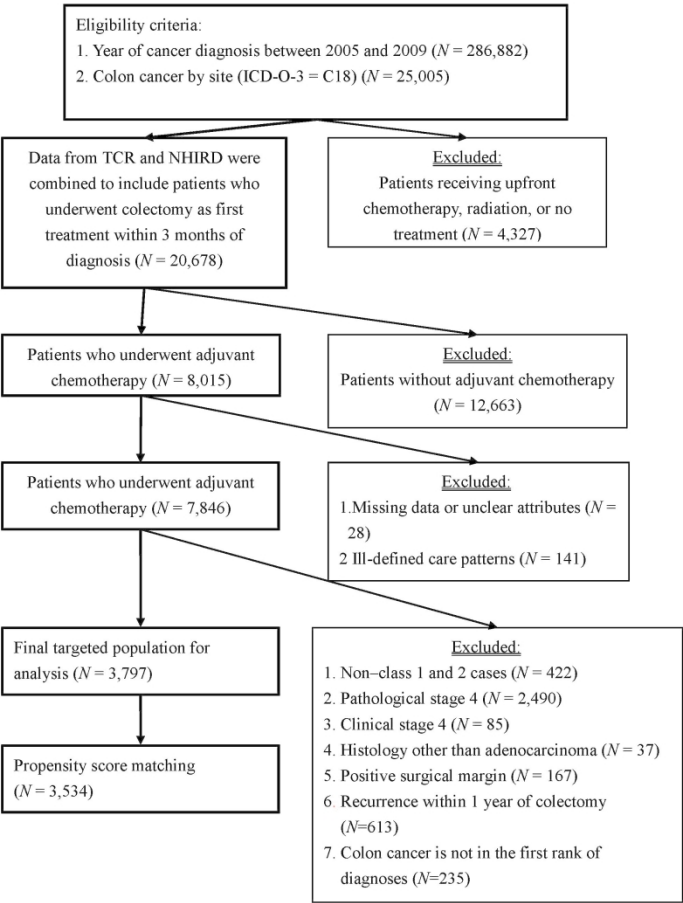 Eligibility criteria:
1. Year of cancer diagnosis between 2005 and 2009 (N = 286,882)
2. Colon cancer by site (ICD-O-3 = C18) (N = 25,005)
Data from TCR and NHIRD were
combined to include patients who
underwent colectomy as first
treatment within 3 months of
diagnosis (N = 20,678)
Excluded:
Patients receiving upfront
chemotherapy, radiation, or no
treatment (N = 4,327)
Patients who underwent adjuvant
chemotherapy (N = 8,015)
Excluded:
Patients without adjuvant chemotherapy
(N = 12,663)
Patients who underwent adjuvant
chemotherapy (N = 7,846)
Excluded:
1.Missing data or unclear attributes (N =
28)
2 Ill-defined care patterns (N = 141)
Final targeted population for
analysis (N = 3,797)
Excluded:
1. Non–class 1 and 2 cases (N = 422)
2. Pathological stage 4 (N = 2,490)
3. Clinical stage 4 (N = 85)
4. Histology other than adenocarcinoma (N = 37)
5. Positive surgical margin (N = 167)
6. Recurrence within 1 year of colectomy
(N=613)
7. Colon cancer is not in the first rank of
diagnoses (N=235)
Propensity score matching
(N = 3,534)